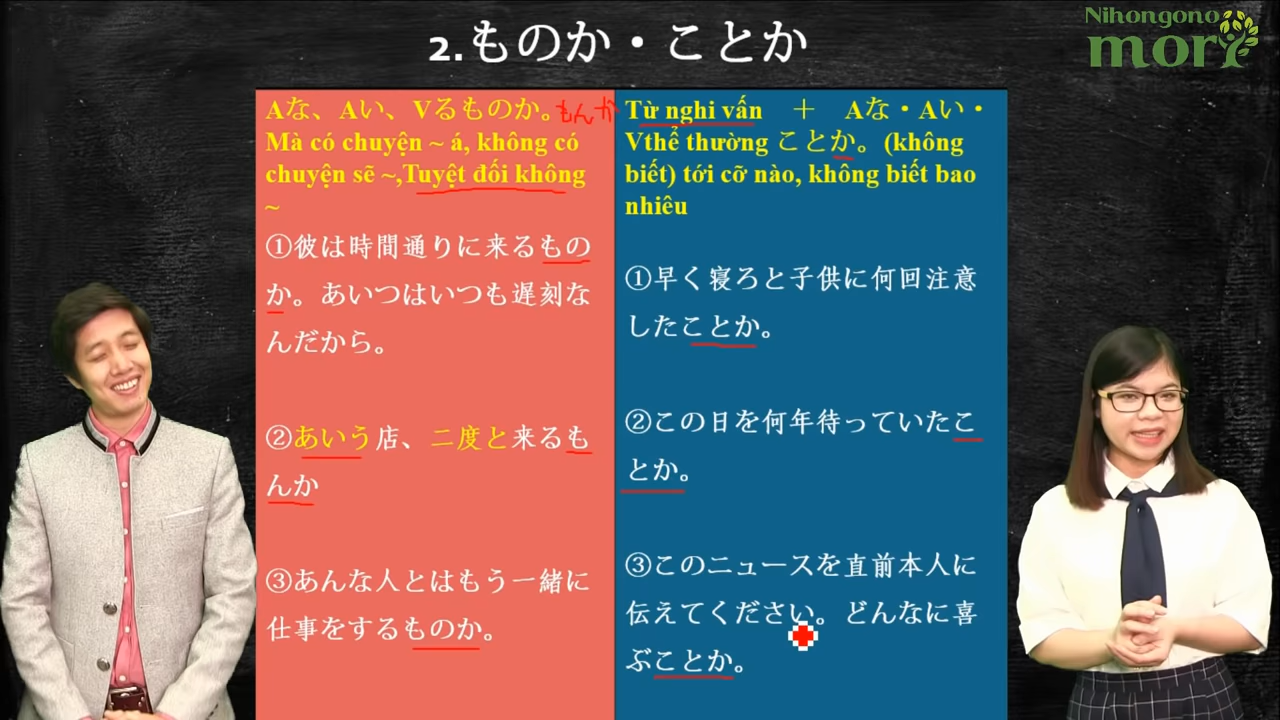 2.ものか・ことか
Nihongono
mori
Aな、Aい、Vるものか。もんか
Mà có chuyện ~ á, không có
chuyện sẽ ~,Tuyệt đối không
~
①彼は時間通りに来るもの
か。あいつはいつも遅刻な
んだから。
②あいう店、二度と来るも
んか
③あんな人とはもう一緒に
仕事をするものか。
Từ nghi vấn ＋ Aな・Aい・
Vthể thường ことか。(không
biết) tới cỡ nào, không biết bao
nhiêu
①早く寝ろと子供に何回注意
したことか。
②この日を何年待っていたこ
とか。
③このニュースを直前本人に
伝えてください。どんなに喜
ぶことか。